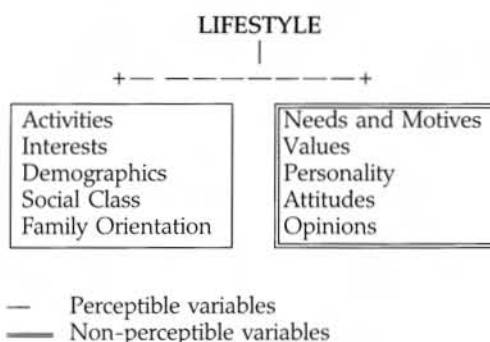 LIFESTYLE
Activities
Interests
Demographics
Social Class
Family Orientation
Needs and Motives
Values
Personality
Attitudes
Opinions
Perceptible variables
Non-perceptible variables